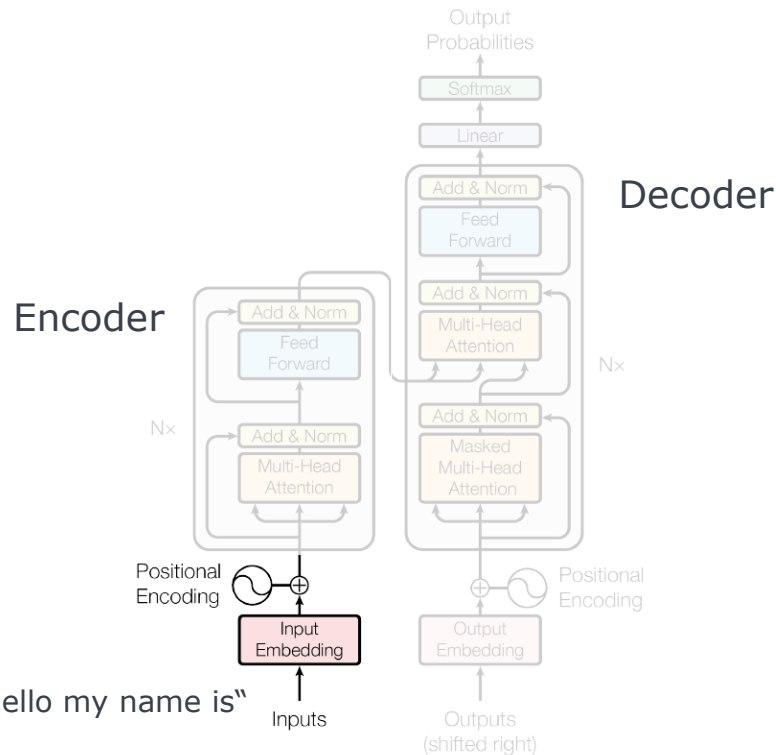 Output
Probabilities
Softmax
Linear
Add & Norm
Feed
Forward
Add & Norm
Multi-Head
Attention
Add & Norm
Masked
Multi-Head
Attention
Nx
Decoder
Encoder
Add & Norm
Feed
Forward
Add & Norm
Multi-Head
Attention
Nx
Positional
Encoding
Input
Embedding
Inputs
ello my name is“
Positional
Encoding
Output
Embedding
Outputs
(shifted right)